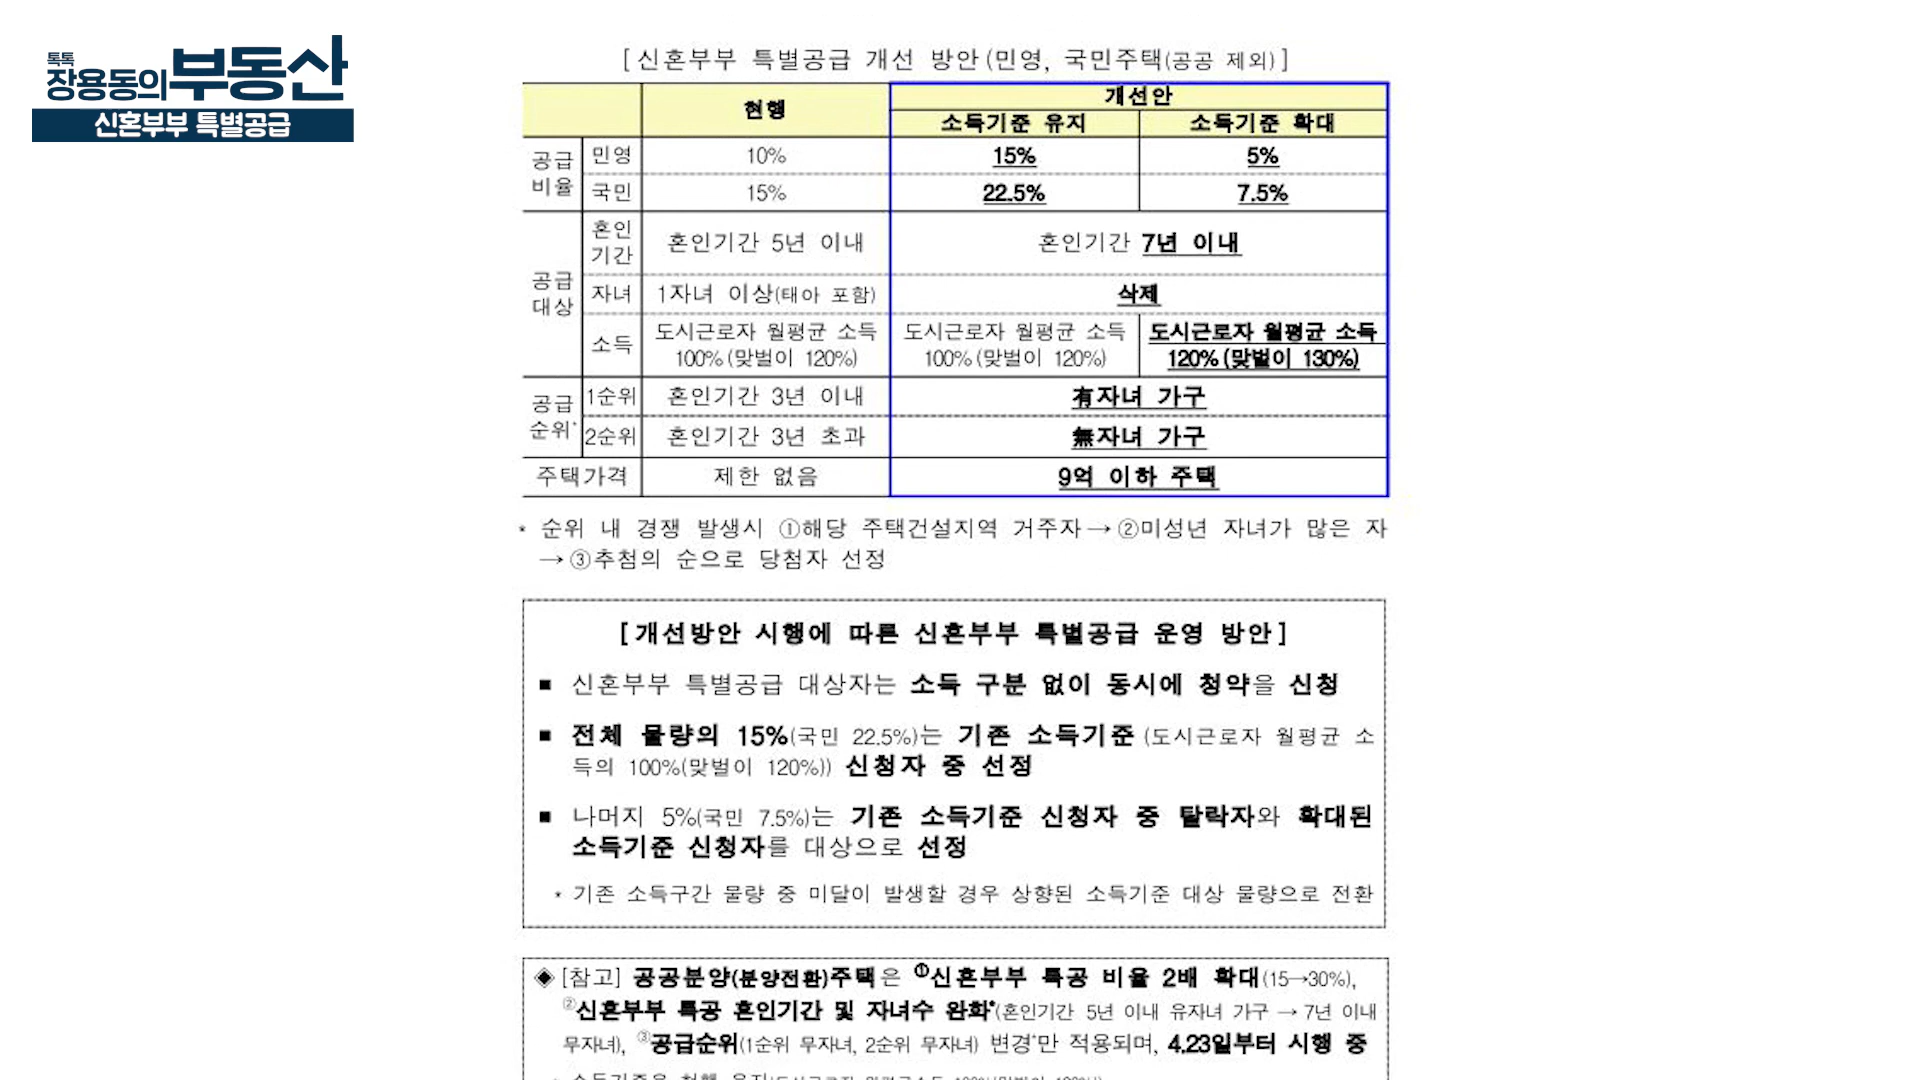 톡톡
장용동의 부동산
신혼부부 특별공급
[신혼부부 특별공급 개선 방안(민영, 국민주택(공공 제외)]
현행
개선안
소득기준 유지 소득기준 확대
공급 비율
민영 10% 15% 5%
국민 15% 22.5% 7.5%
공급 대상
혼인 기간 혼인기간 5년 이내 혼인기간 7년 이내
자녀 1자녀 이상(태아 포함) 삭제
소득
도시근로자 월평균 소득 도시근로자 월평균 소득 도시근로자 월평균 소득
100%(맞벌이 120%) 100%(맞벌이 120%) 120%(맞벌이 130%)
공급 순위*
1순위 혼인기간 3년 이내 有자녀 가구
2순위 혼인기간 3년 초과 無자녀 가구
주택가격 제한 없음 9억 이하 주택
* 순위 내 경쟁 발생시 ①해당 주택건설지역 거주자→②미성년 자녀가 많은 자
→③추첨의 순으로 당첨자 선정
[개선방안 시행에 따른 신혼부부 특별공급 운영 방안]
■ 신혼부부 특별공급 대상자는 소득 구분 없이 동시에 청약을 신청
■ 전체 물량의 15%(국민 22.5%)는 기존 소득기준(도시근로자 월평균 소
득의 100%(맞벌이 120%)) 신청자 중 선정
■ 나머지 5%(국민 7.5%)는 기존 소득기준 신청자 중 탈락자와 확대된
소득기준 신청자를 대상으로 선정
* 기존 소득구간 물량 중 미달이 발생할 경우 상향된 소득기준 대상 물량으로 전환
◈ [참고] 공공분양(분양전환)주택은 ①신혼부부 특공 비율 2배 확대(15→30%),
②신혼부부 특공 혼인기간 및 자녀수 완화*(혼인기간 5년 이내 유자녀 가구 → 7년 이내
무자녀), ③공급순위(1순위 무자녀, 2순위 무자녀) 변경*만 적용되며, 4.23일부터 시행 중